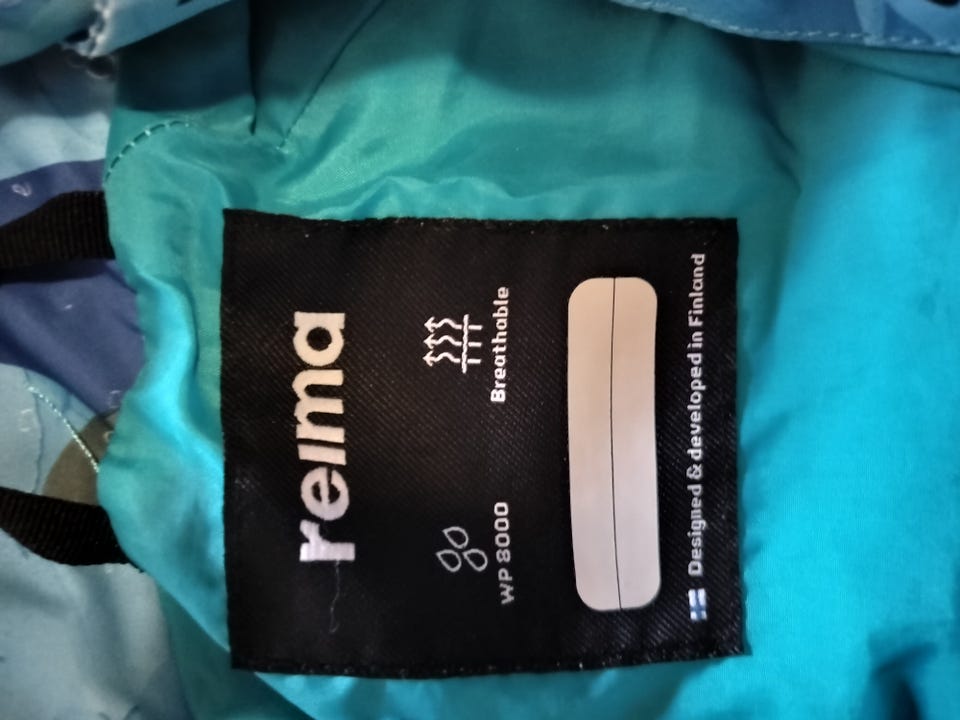 reima
WP 8000
Breathable
Designed & developed in Finland